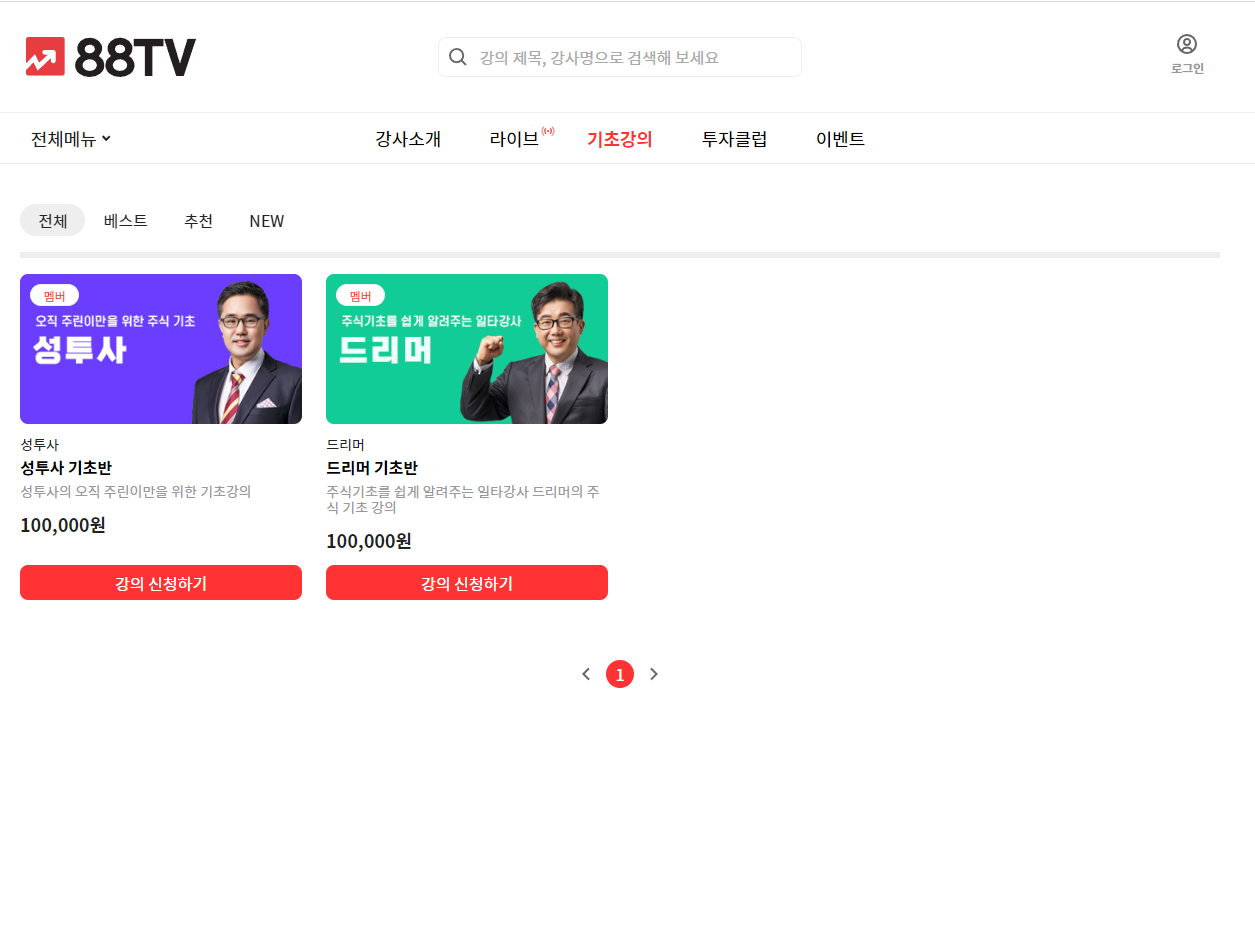 88TV
강의 제목, 강사명으로 검색해 보세요
로그인
전체메뉴
강사소개
라이브
기초강의
투자클럽
이벤트
전체
베스트
추천
NEW
멤버
오직 주린이만을 위한 주식 기초
성투사
멤버
주식기초를 쉽게 알려주는 일타강사
드리머
성투사
성투사 기초반
성투사의 오직 주린이만을 위한 기초강의
100,000원
강의 신청하기
드리머
드리머 기초반
주식기초를 쉽게 알려주는 일타강사 드리머의 주
식 기초 강의
100,000원
강의 신청하기
1